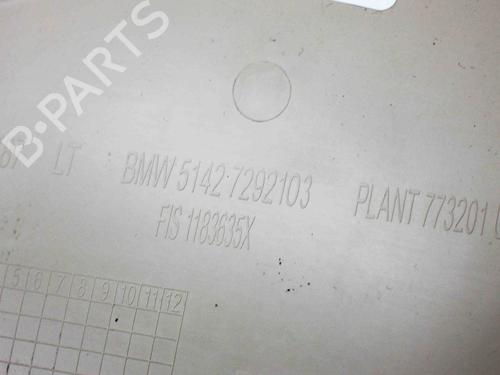 B-PARTS
LT BMW 5142 7292103 PLANT 773201
FIS 1183635X
5 6 7 8 9 10 11 12